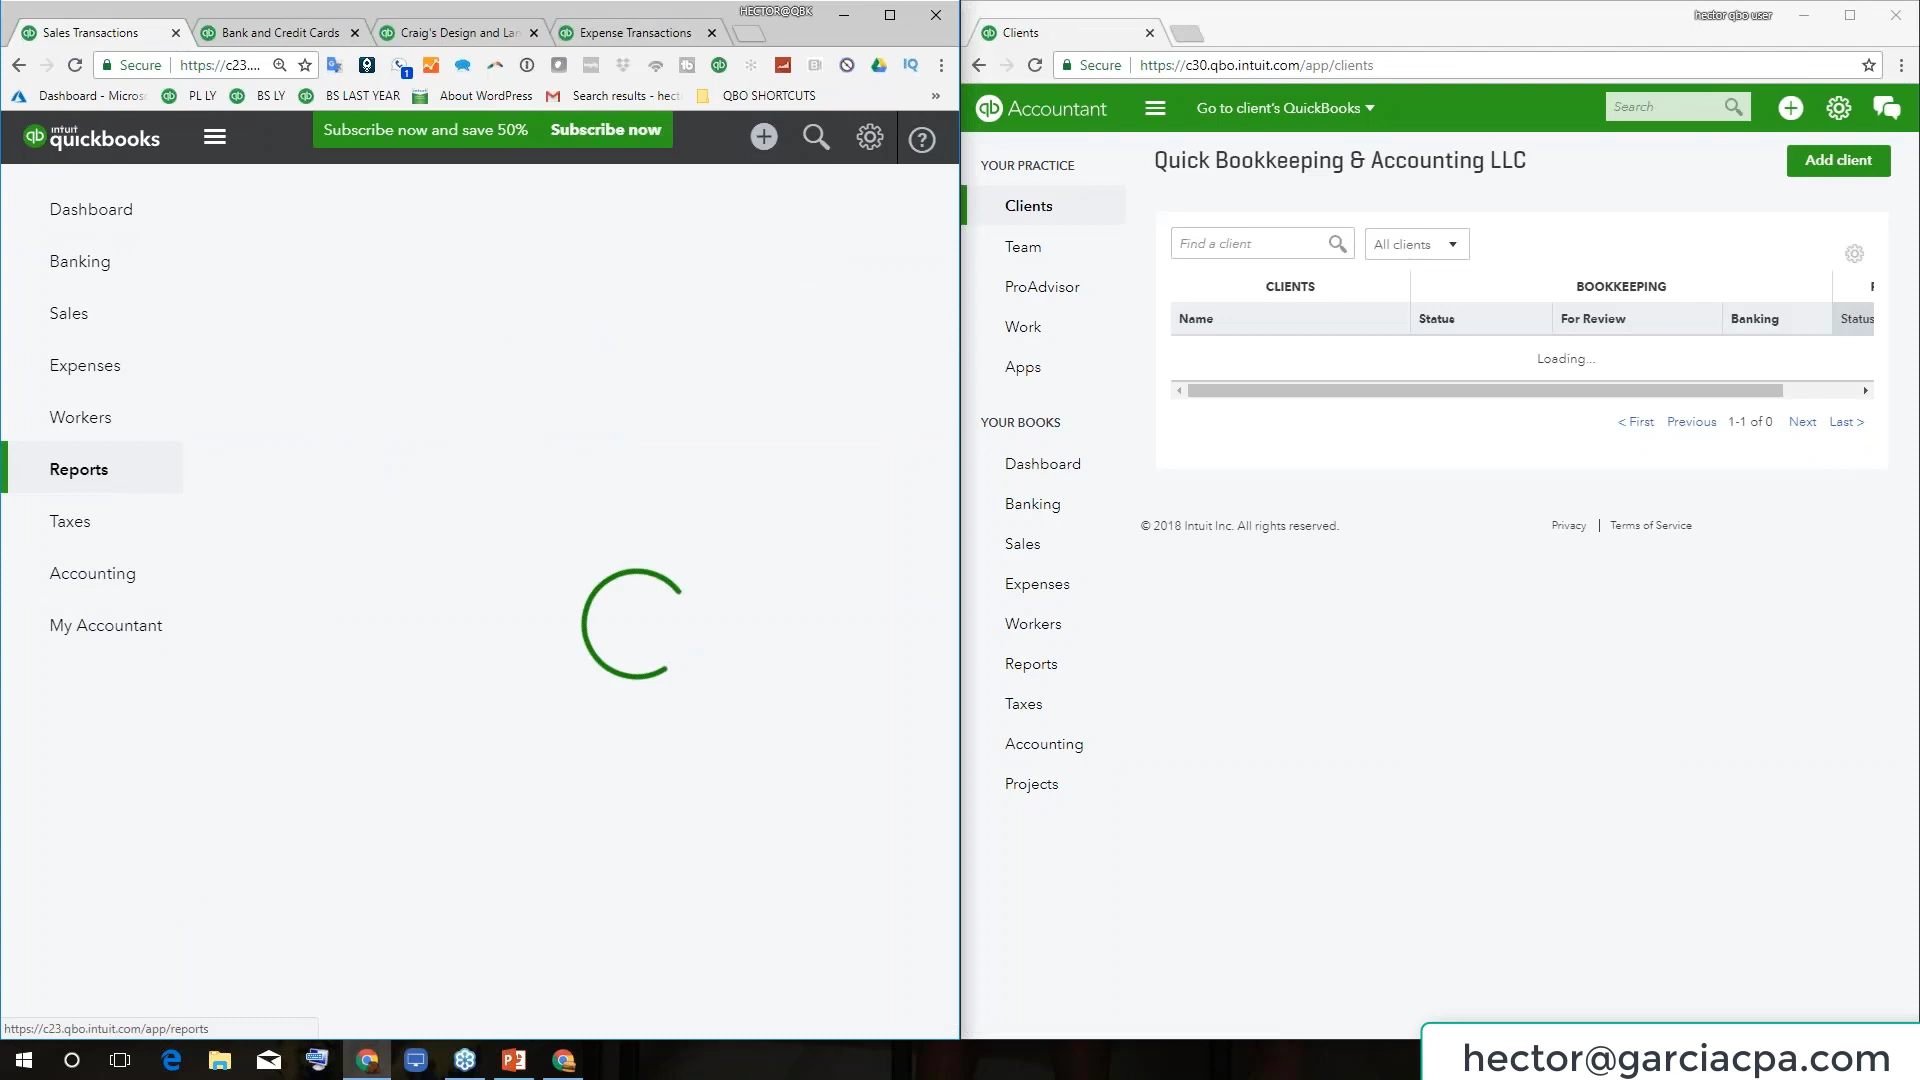 HECTOR@QBK
Sales Transactions
Bank and Credit Cards
Craig's Design and Lan
Expense Transactions
Secure
https://c23....
1
IQ
Dashboard - Micros
PL LY
BS LY
BS LAST YEAR
About WordPress
Search results - hect
QBO SHORTCUTS
»
qb intuit quickbooks
Subscribe now and save 50% Subscribe now
Dashboard
Banking
Sales
Expenses
Workers
Reports
Taxes
Accounting
My Accountant
https://c23.qbo.intuit.com/app/reports
hector qbo user
Clients
Secure
https://c30.qbo.intuit.com/app/clients
qb Accountant
Go to client's QuickBooks
Search
YOUR PRACTICE
Clients
Team
ProAdvisor
Work
Apps
YOUR BOOKS
Dashboard
Banking
Sales
Expenses
Workers
Reports
Taxes
Accounting
Projects
Quick Bookkeeping & Accounting LLC
Add client
Find a client
All clients
CLIENTS
BOOKKEEPING
Name
Status
For Review
Banking
Status
Loading...
< First Previous 1-1 of 0 Next Last >
© 2018 Intuit Inc. All rights reserved.
Privacy | Terms of Service
hector@garciacpa.com